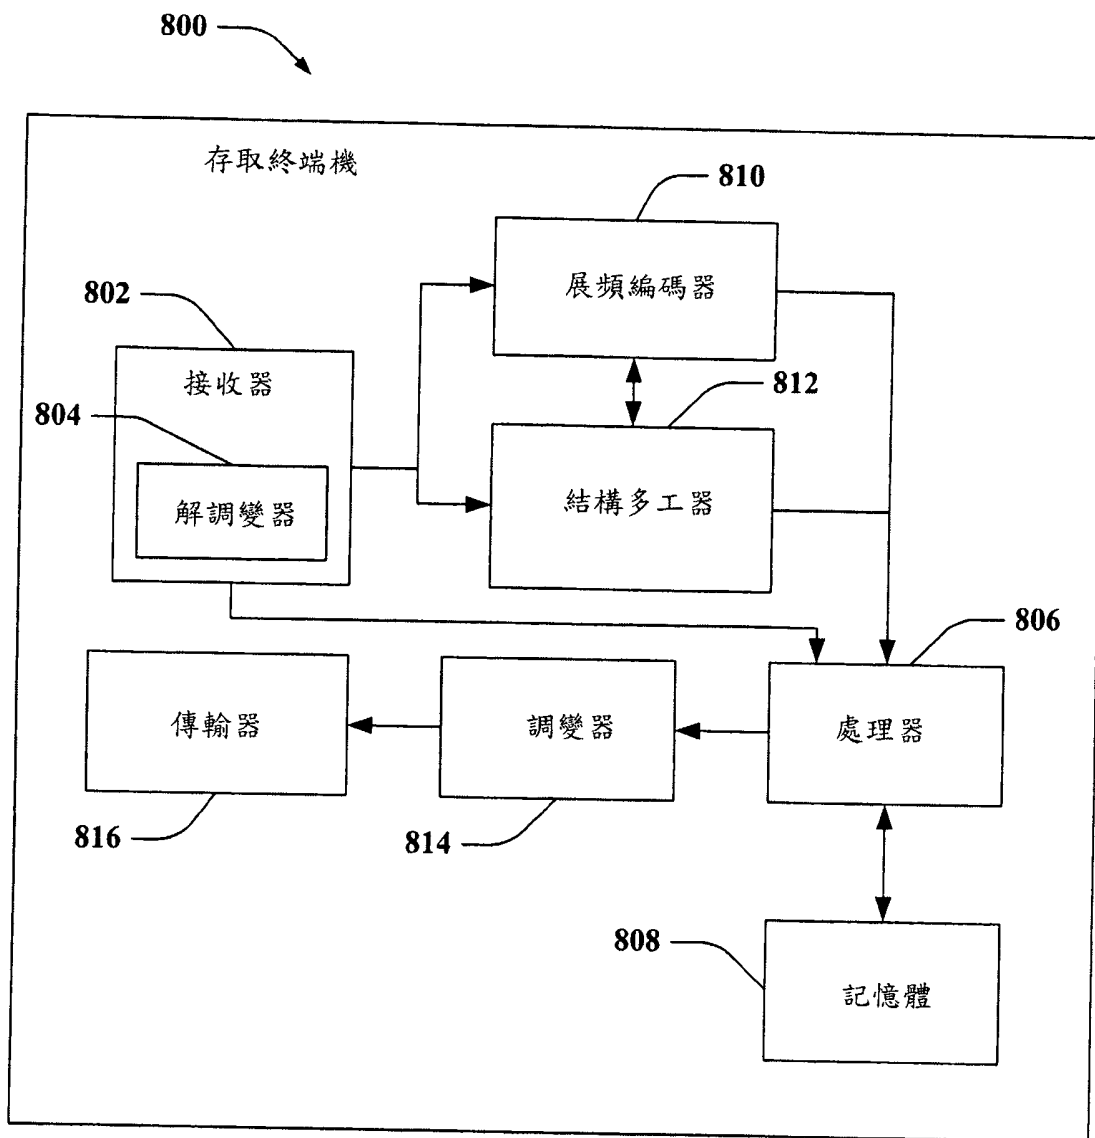 800
存取終端機
810
展頻編碼器
802
接收器
812
804
解調變器
結構多工器
806
傳輸器
調變器
處理器
816
814
808
記憶體